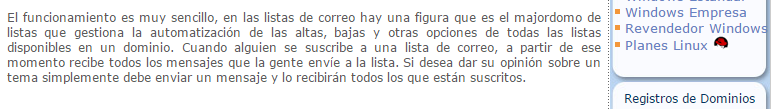 El funcionamiento es muy sencillo, en las listas de correo hay una figura que es el majordomo de
listas que gestiona la automatización de las altas, bajas y otras opciones de todas las listas
disponibles en un dominio. Cuando alguien se suscribe a una lista de correo, a partir de ese
momento recibe todos los mensajes que la gente envíe a la lista. Si desea dar su opinión sobre un
tema simplemente debe enviar un mensaje y lo recibirán todos los que están suscritos.
Windows Empresa
Revendedor Windows
Planes Linux
Registros de Dominios